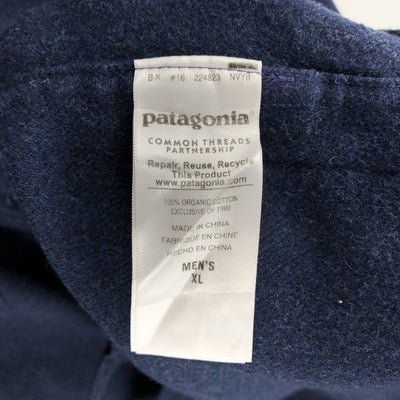 B-K #16 224823 NVYB
patagonia®
COMMON THREADS
PARTNERSHIP
Repair, Reuse, Recycle
This Product
www.patagonia.com
100% ORGANIC COTTON
EXCLUSIVE OF TRIM
MADE IN CHINA
FABRIQUÉ EN CHINE
HECHO EN CHINA
MEN'S
XL